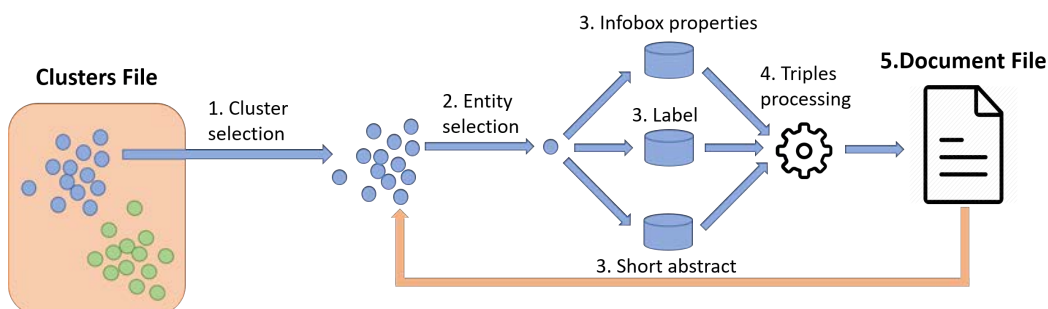 Clusters File
1. Cluster
selection
2. Entity
selection
3. Infobox properties
3. Label
3. Short abstract
4. Triples
processing
5.Document File